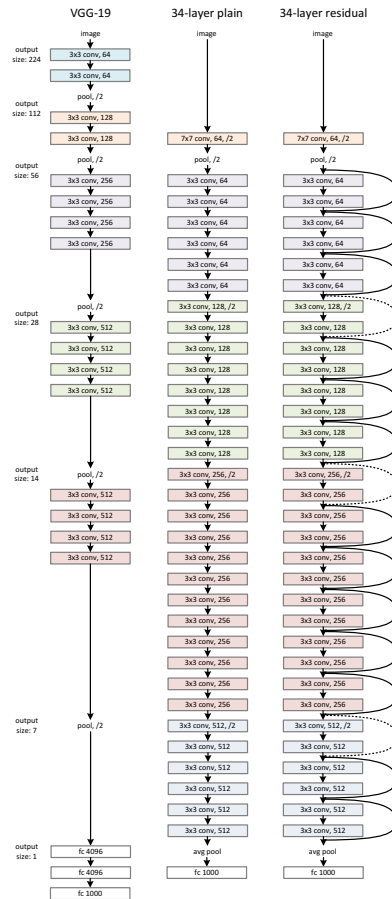 VGG-19
image
output
size: 224
3x3 conv, 64
3x3 conv, 64
pool, /2
output
size: 112
3x3 conv, 128
3x3 conv, 128
pool, /2
output
size: 56
3x3 conv, 256
3x3 conv, 256
3x3 conv, 256
3x3 conv, 256
pool, /2
output
size: 28
3x3 conv, 512
3x3 conv, 512
3x3 conv, 512
3x3 conv, 512
pool, /2
output
size: 14
3x3 conv, 512
3x3 conv, 512
3x3 conv, 512
3x3 conv, 512
output
size: 7
pool, /2
output
size: 1
fc 4096
fc 4096
fc 1000
34-layer plain
image
7x7 conv, 64, /2
pool, /2
3x3 conv, 64
3x3 conv, 64
3x3 conv, 64
3x3 conv, 64
3x3 conv, 64
3x3 conv, 64
3x3 conv, 128, /2
3x3 conv, 128
3x3 conv, 128
3x3 conv, 128
3x3 conv, 128
3x3 conv, 128
3x3 conv, 128
3x3 conv, 128
3x3 conv, 256, /2
3x3 conv, 256
3x3 conv, 256
3x3 conv, 256
3x3 conv, 256
3x3 conv, 256
3x3 conv, 256
3x3 conv, 256
3x3 conv, 256
3x3 conv, 256
3x3 conv, 256
3x3 conv, 256
3x3 conv, 512, /2
3x3 conv, 512
3x3 conv, 512
3x3 conv, 512
3x3 conv, 512
3x3 conv, 512
avg pool
fc 1000
34-layer residual
image
7x7 conv, 64, /2
pool, /2
3x3 conv, 64
3x3 conv, 64
3x3 conv, 64
3x3 conv, 64
3x3 conv, 64
3x3 conv, 64
3x3 conv, 128, /2
3x3 conv, 128
3x3 conv, 128
3x3 conv, 128
3x3 conv, 128
3x3 conv, 128
3x3 conv, 128
3x3 conv, 128
3x3 conv, 256, /2
3x3 conv, 256
3x3 conv, 256
3x3 conv, 256
3x3 conv, 256
3x3 conv, 256
3x3 conv, 256
3x3 conv, 256
3x3 conv, 256
3x3 conv, 256
3x3 conv, 256
3x3 conv, 256
3x3 conv, 512, /2
3x3 conv, 512
3x3 conv, 512
3x3 conv, 512
3x3 conv, 512
3x3 conv, 512
avg pool
fc 1000